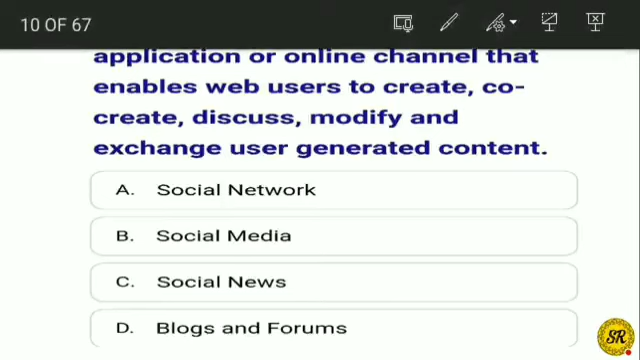 10 OF 67
application or online channel that
enables web users to create, co-
create, discuss, modify and
exchange user generated content.
A. Social Network
B. Social Media
C. Social News
D. Blogs and Forums
SR